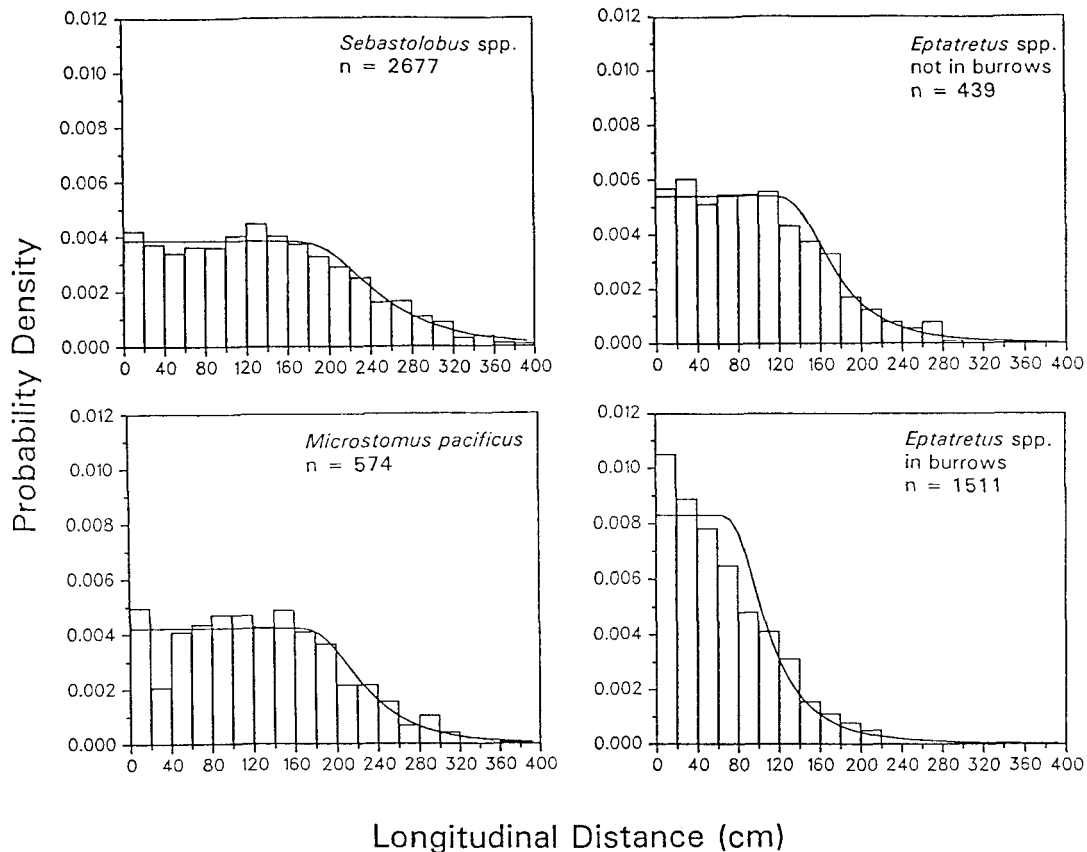 0.012
0.010
0.008
0.006
0.004
0.002
0.000
Sebastolobus spp.
n = 2677
0 40 80 120 160 200 240 280 320 360 400
0.012
0.010
0.008
0.006
0.004
0.002
0.000
Eptatretus spp.
not in burrows
n = 439
0 40 80 120 160 200 240 280 320 360 400
Probability Density
0.012
0.010
0.008
0.006
0.004
0.002
0.000
Microstomus pacificus
n = 574
0 40 80 120 160 200 240 280 320 360 400
0.012
0.010
0.008
0.006
0.004
0.002
0.000
Eptatretus spp.
in burrows
n = 1511
0 40 80 120 160 200 240 280 320 360 400
Longitudinal Distance (cm)